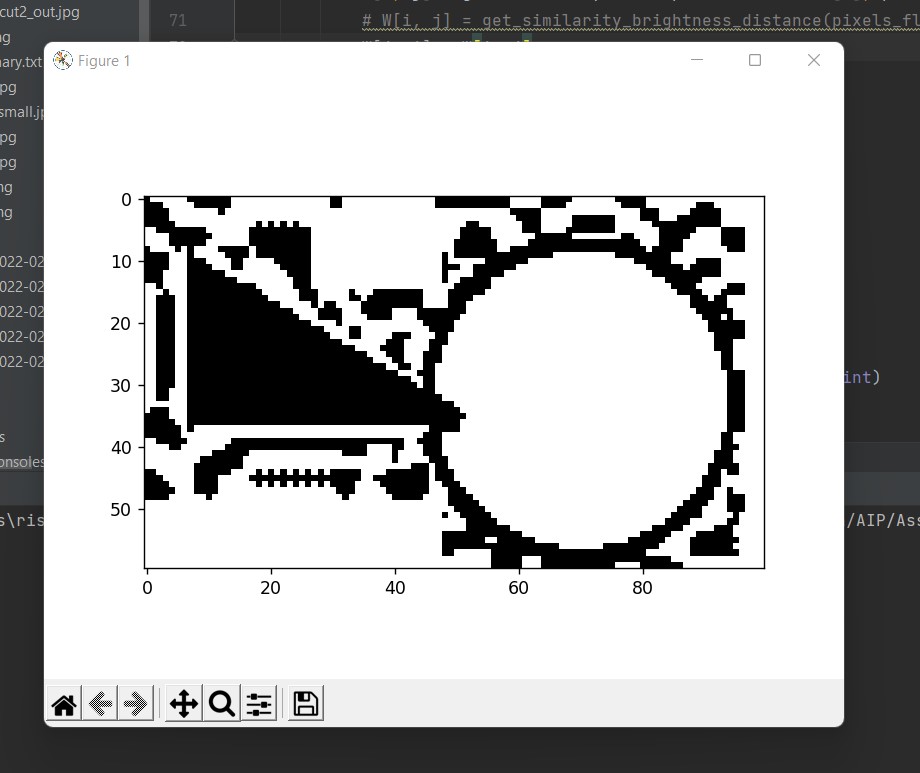 cut2_out.jpg
71
# W[i, j] = get_similarity_brightness_distance(pixels_fl
ng
Figure 1
ary.txt
pg
small.jp
pg
pg
ng
ng
0
10
20
30
40
50
0
20
40
60
80
022-02
022-02
022-02
022-02
022-02
int)
s
onsoles
s\ris
/AIP/Ass